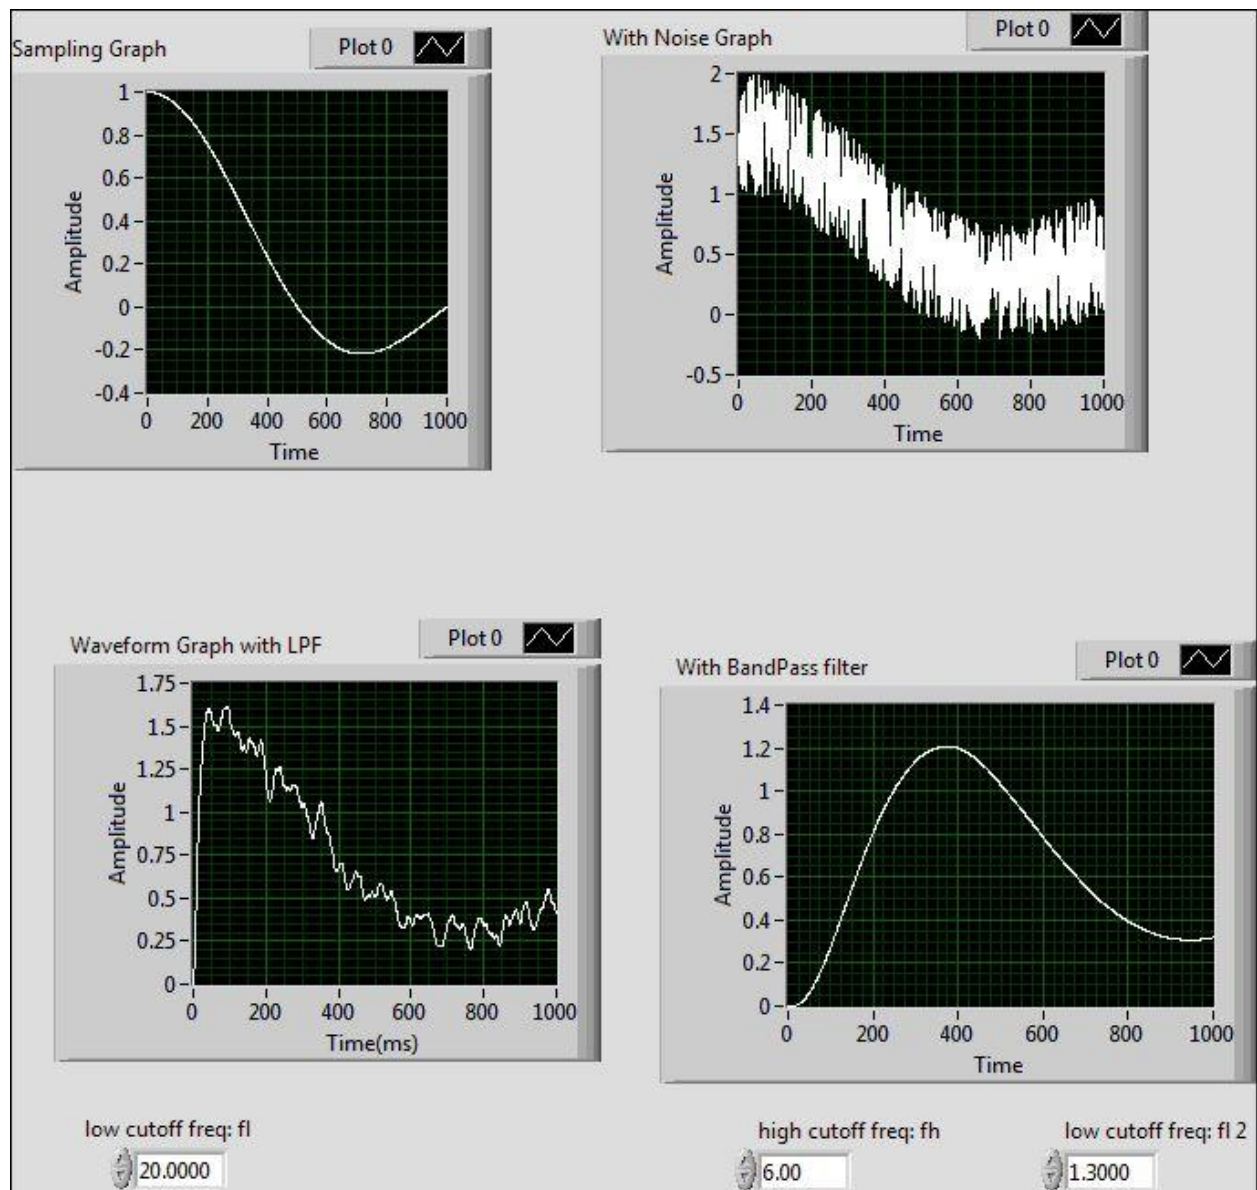 Sampling Graph
Plot 0
1
0.8
0.6
0.4
0.2
0
-0.2
-0.4
Amplitude
0 200 400 600 800 1000
Time
With Noise Graph
Plot 0
2
1.5
1
0.5
0
-0.5
Amplitude
0 200 400 600 800 1000
Time
Waveform Graph with LPF
Plot 0
1.75
1.5
1.25
1
0.75
0.5
0.25
0
Amplitude
0 200 400 600 800 1000
Time(ms)
With BandPass filter
Plot 0
1.4
1.2
1
0.8
0.6
0.4
0.2
0
Amplitude
0 200 400 600 800 1000
Time
low cutoff freq: fl
20.0000
high cutoff freq: fh
6.00
low cutoff freq: fl 2
1.3000